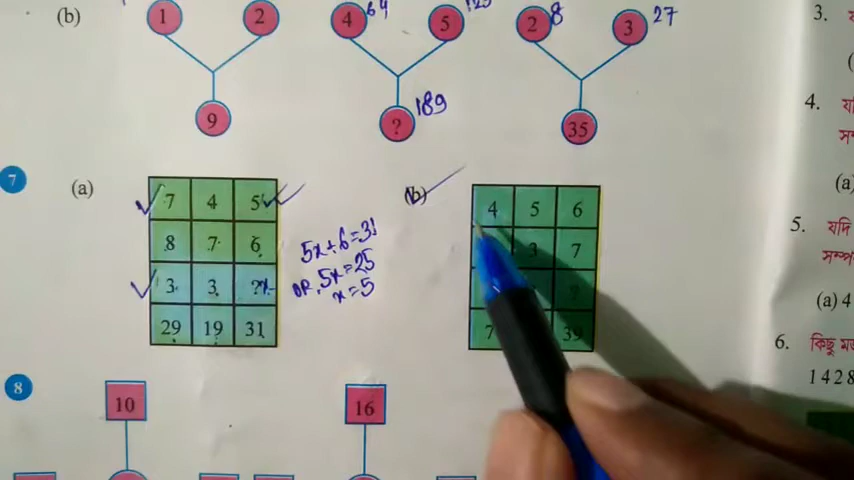 (b)
1 2 4 64 5 2 8 3 27
9 ? 189 35
7 (a) (b)
7 4 5
8 7 6
3 3 ? x
29 19 31
5x+6=31
OR, 5x=25
x=5
4 5 6
3 7
?
7 39
8
10 16
3.
4.
(a)
5. যদি
(a) 4
6. কিছু
1428